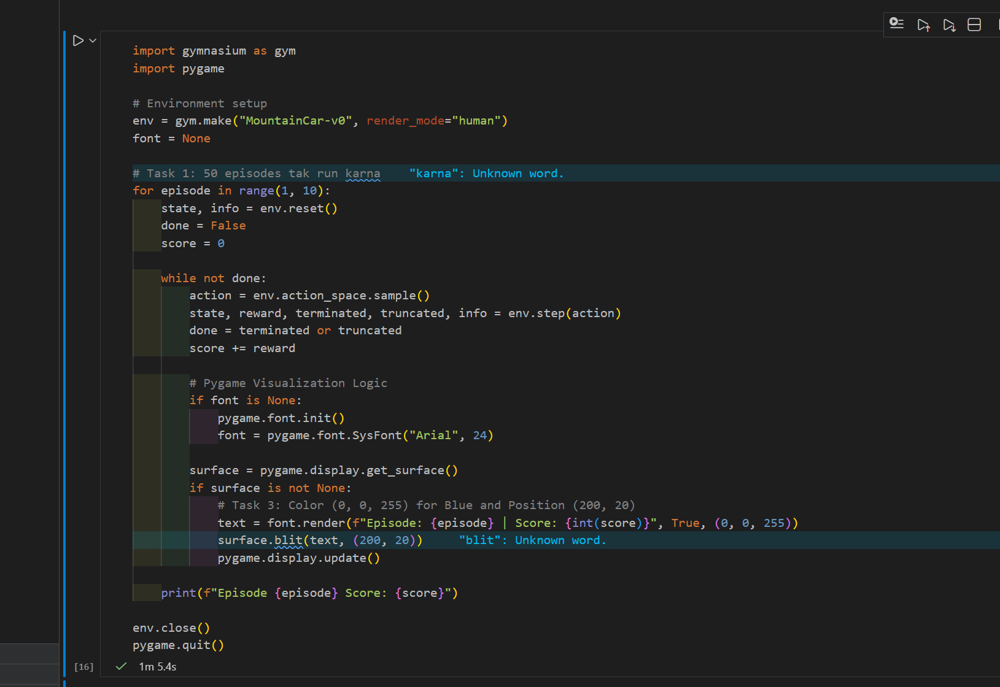 import gymnasium as gym
import pygame
# Environment setup
env = gym.make("MountainCar-v0", render_mode="human")
font = None
# Task 1: 50 episodes tak run karna "karna": Unknown word.
for episode in range(1, 10):
    state, info = env.reset()
    done = False
    score = 0
    while not done:
        action = env.action_space.sample()
        state, reward, terminated, truncated, info = env.step(action)
        done = terminated or truncated
        score += reward
        # Pygame Visualization Logic
        if font is None:
            pygame.font.init()
            font = pygame.font.SysFont("Arial", 24)
        surface = pygame.display.get_surface()
        if surface is not None:
            # Task 3: Color (0, 0, 255) for Blue and Position (200, 20)
            text = font.render(f"Episode: {episode} | Score: {int(score)}", True, (0, 0, 255))
            surface.blit(text, (200, 20)) "blit": Unknown word.
            pygame.display.update()
    print(f"Episode {episode} Score: {score}")
env.close()
pygame.quit()
[16] 1m 5.4s